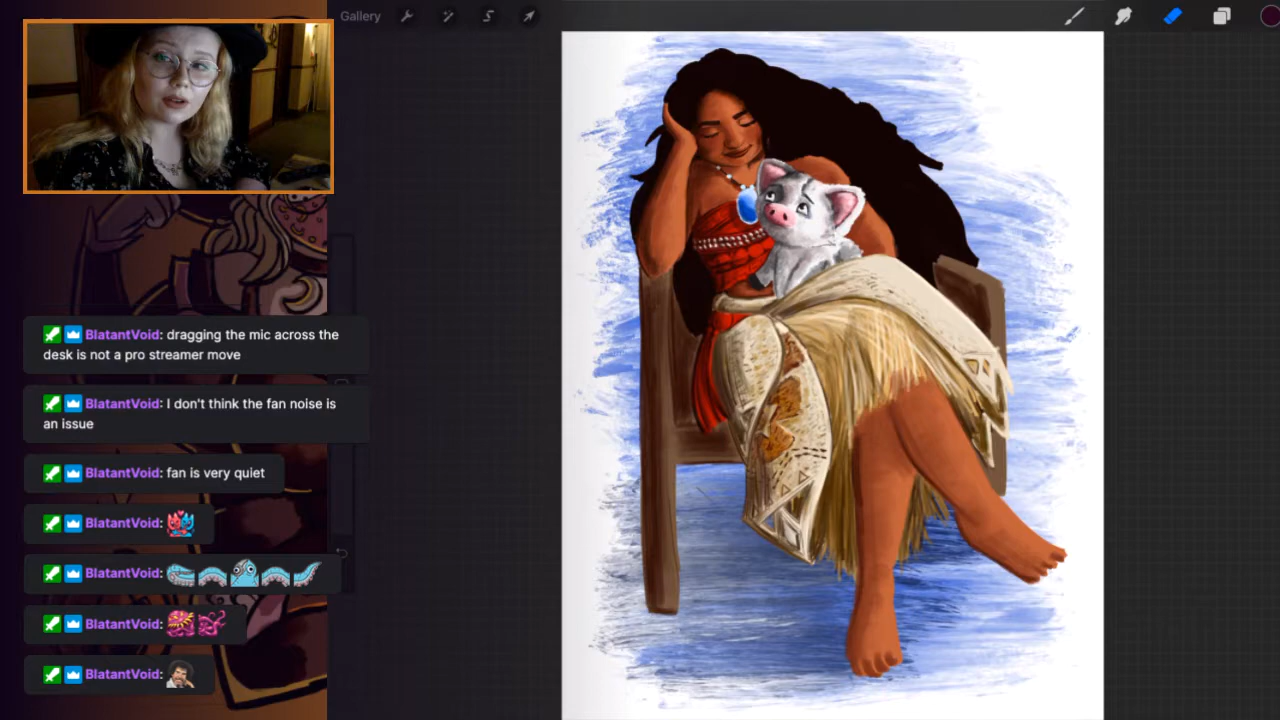 Gallery
BlatantVoid: dragging the mic across the
desk is not a pro streamer move
BlatantVoid: I don't think the fan noise is
an issue
BlatantVoid: fan is very quiet
BlatantVoid:
BlatantVoid:
BlatantVoid:
BlatantVoid: